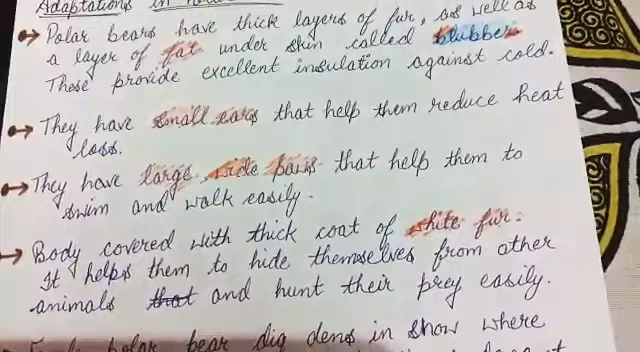 Adaptations in
Polar bears have thick layers of fur, as well as
a layer of fat under skin called blubber
These provide excellent insulation against cold.
They have small ears that help them reduce heat
loss.
They have large, wide paws that help them to
swim and walk easily.
Body covered with thick coat of white fur.
It helps them to hide themselves from other
animals that and hunt their prey easily.
polar bear dig dens in snow where